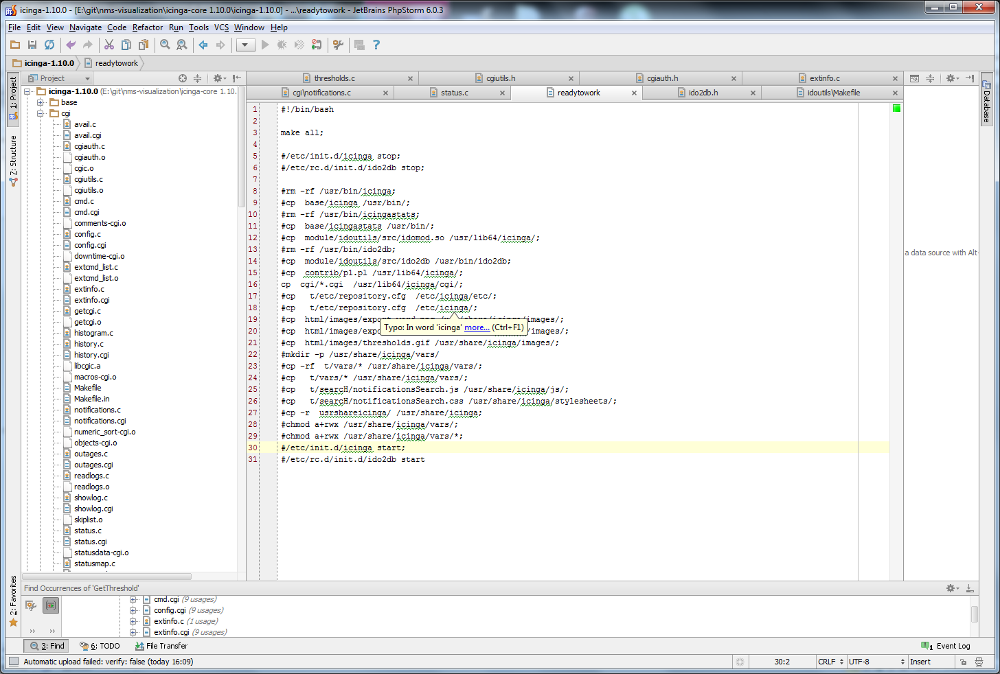 icinga-1.10.0 - [E:\git\nms-visualization\icinga-core 1.10.0\icinga-1.10.0] - ...\readytowork - JetBrains PhpStorm 6.0.3
File Edit View Navigate Code Refactor Run Tools VCS Window Help
icinga-1.10.0 readytowork
1: Project
7: Structure
2: Favorites
Project
icinga-1.10.0 (E:\git\nms-visualization\icinga-core 1.10.
base
cgi
avail.c
avail.cgi
cgiauth.c
cgiauth.o
cgic.o
cgiutils.c
cgiutils.o
cmd.c
cmd.cgi
comments-cgi.o
config.c
config.cgi
downtime-cgi.o
extcmd_list.c
extcmd_list.o
extinfo.c
extinfo.cgi
getcgi.c
getcgi.o
histogram.c
history.c
history.cgi
libcgic.a
macros-cgi.o
Makefile
Makefile.in
notifications.c
notifications.cgi
numeric_sort-cgi.o
objects-cgi.o
outages.c
outages.cgi
readlogs.c
readlogs.o
showlog.c
showlog.cgi
skiplist.o
status.c
status.cgi
statusdata-cgi.o
statusmap.c
thresholds.c cgiutils.h cgiauth.h extinfo.c
cgi\notifications.c status.c readytowork ido2db.h idoutils\Makefile
1 #!/bin/bash
2
3 make all;
4
5 #/etc/init.d/icinga stop;
6 #/etc/rc.d/init.d/ido2db stop;
7
8 #rm -rf /usr/bin/icinga;
9 #cp  base/icinga /usr/bin/;
10 #rm -rf /usr/bin/icingastats;
11 #cp  base/icingastats /usr/bin/;
12 #cp  module/idoutils/src/idomod.so /usr/lib64/icinga/;
13 #rm -rf /usr/bin/ido2db;
14 #cp  module/idoutils/src/ido2db /usr/bin/ido2db;
15 #cp  contrib/p1.pl /usr/lib64/icinga/;
16 cp  cgi/*.cgi  /usr/lib64/icinga/cgi/;
17 #cp   t/etc/repository.cfg  /etc/icinga/etc/;
18 #cp   t/etc/repository.cfg  /etc/icinga/;
19 #cp  html/images/export images/;
20 #cp  html/images/expo images/;
Typo: In word 'icinga' more... (Ctrl+F1)
21 #cp  html/images/thresholds.gif /usr/share/icinga/images/;
22 #mkdir -p /usr/share/icinga/vars/
23 #cp -rf  t/vars/* /usr/share/icinga/vars/;
24 #cp   t/vars/* /usr/share/icinga/vars/;
25 #cp   t/searcH/notificationsSearch.js /usr/share/icinga/js/;
26 #cp   t/searcH/notificationsSearch.css /usr/share/icinga/stylesheets/;
27 #cp -r  usrshareicinga/ /usr/share/icinga;
28 #chmod a+rwx /usr/share/icinga/vars/;
29 #chmod a+rwx /usr/share/icinga/vars/*;
30 #/etc/init.d/icinga start;
31 #/etc/rc.d/init.d/ido2db start
Database
a data source with Alt-
Find Occurrences of 'GetThreshold'
cmd.cgi (9 usages)
config.cgi (9 usages)
extinfo.c (1 usage)
extinfo.cgi (9 usages)
3: Find 6: TODO File Transfer 1 Event Log
Automatic upload failed: verify: false (today 16:09) 30:2 CRLF UTF-8 Insert